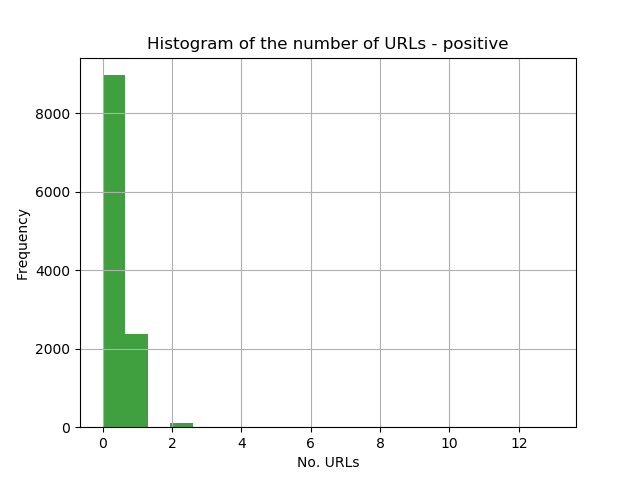 Histogram of the number of URLs - positive
8000
6000
4000
2000
0
Frequency
0 2 4 6 8 10 12
No. URLs